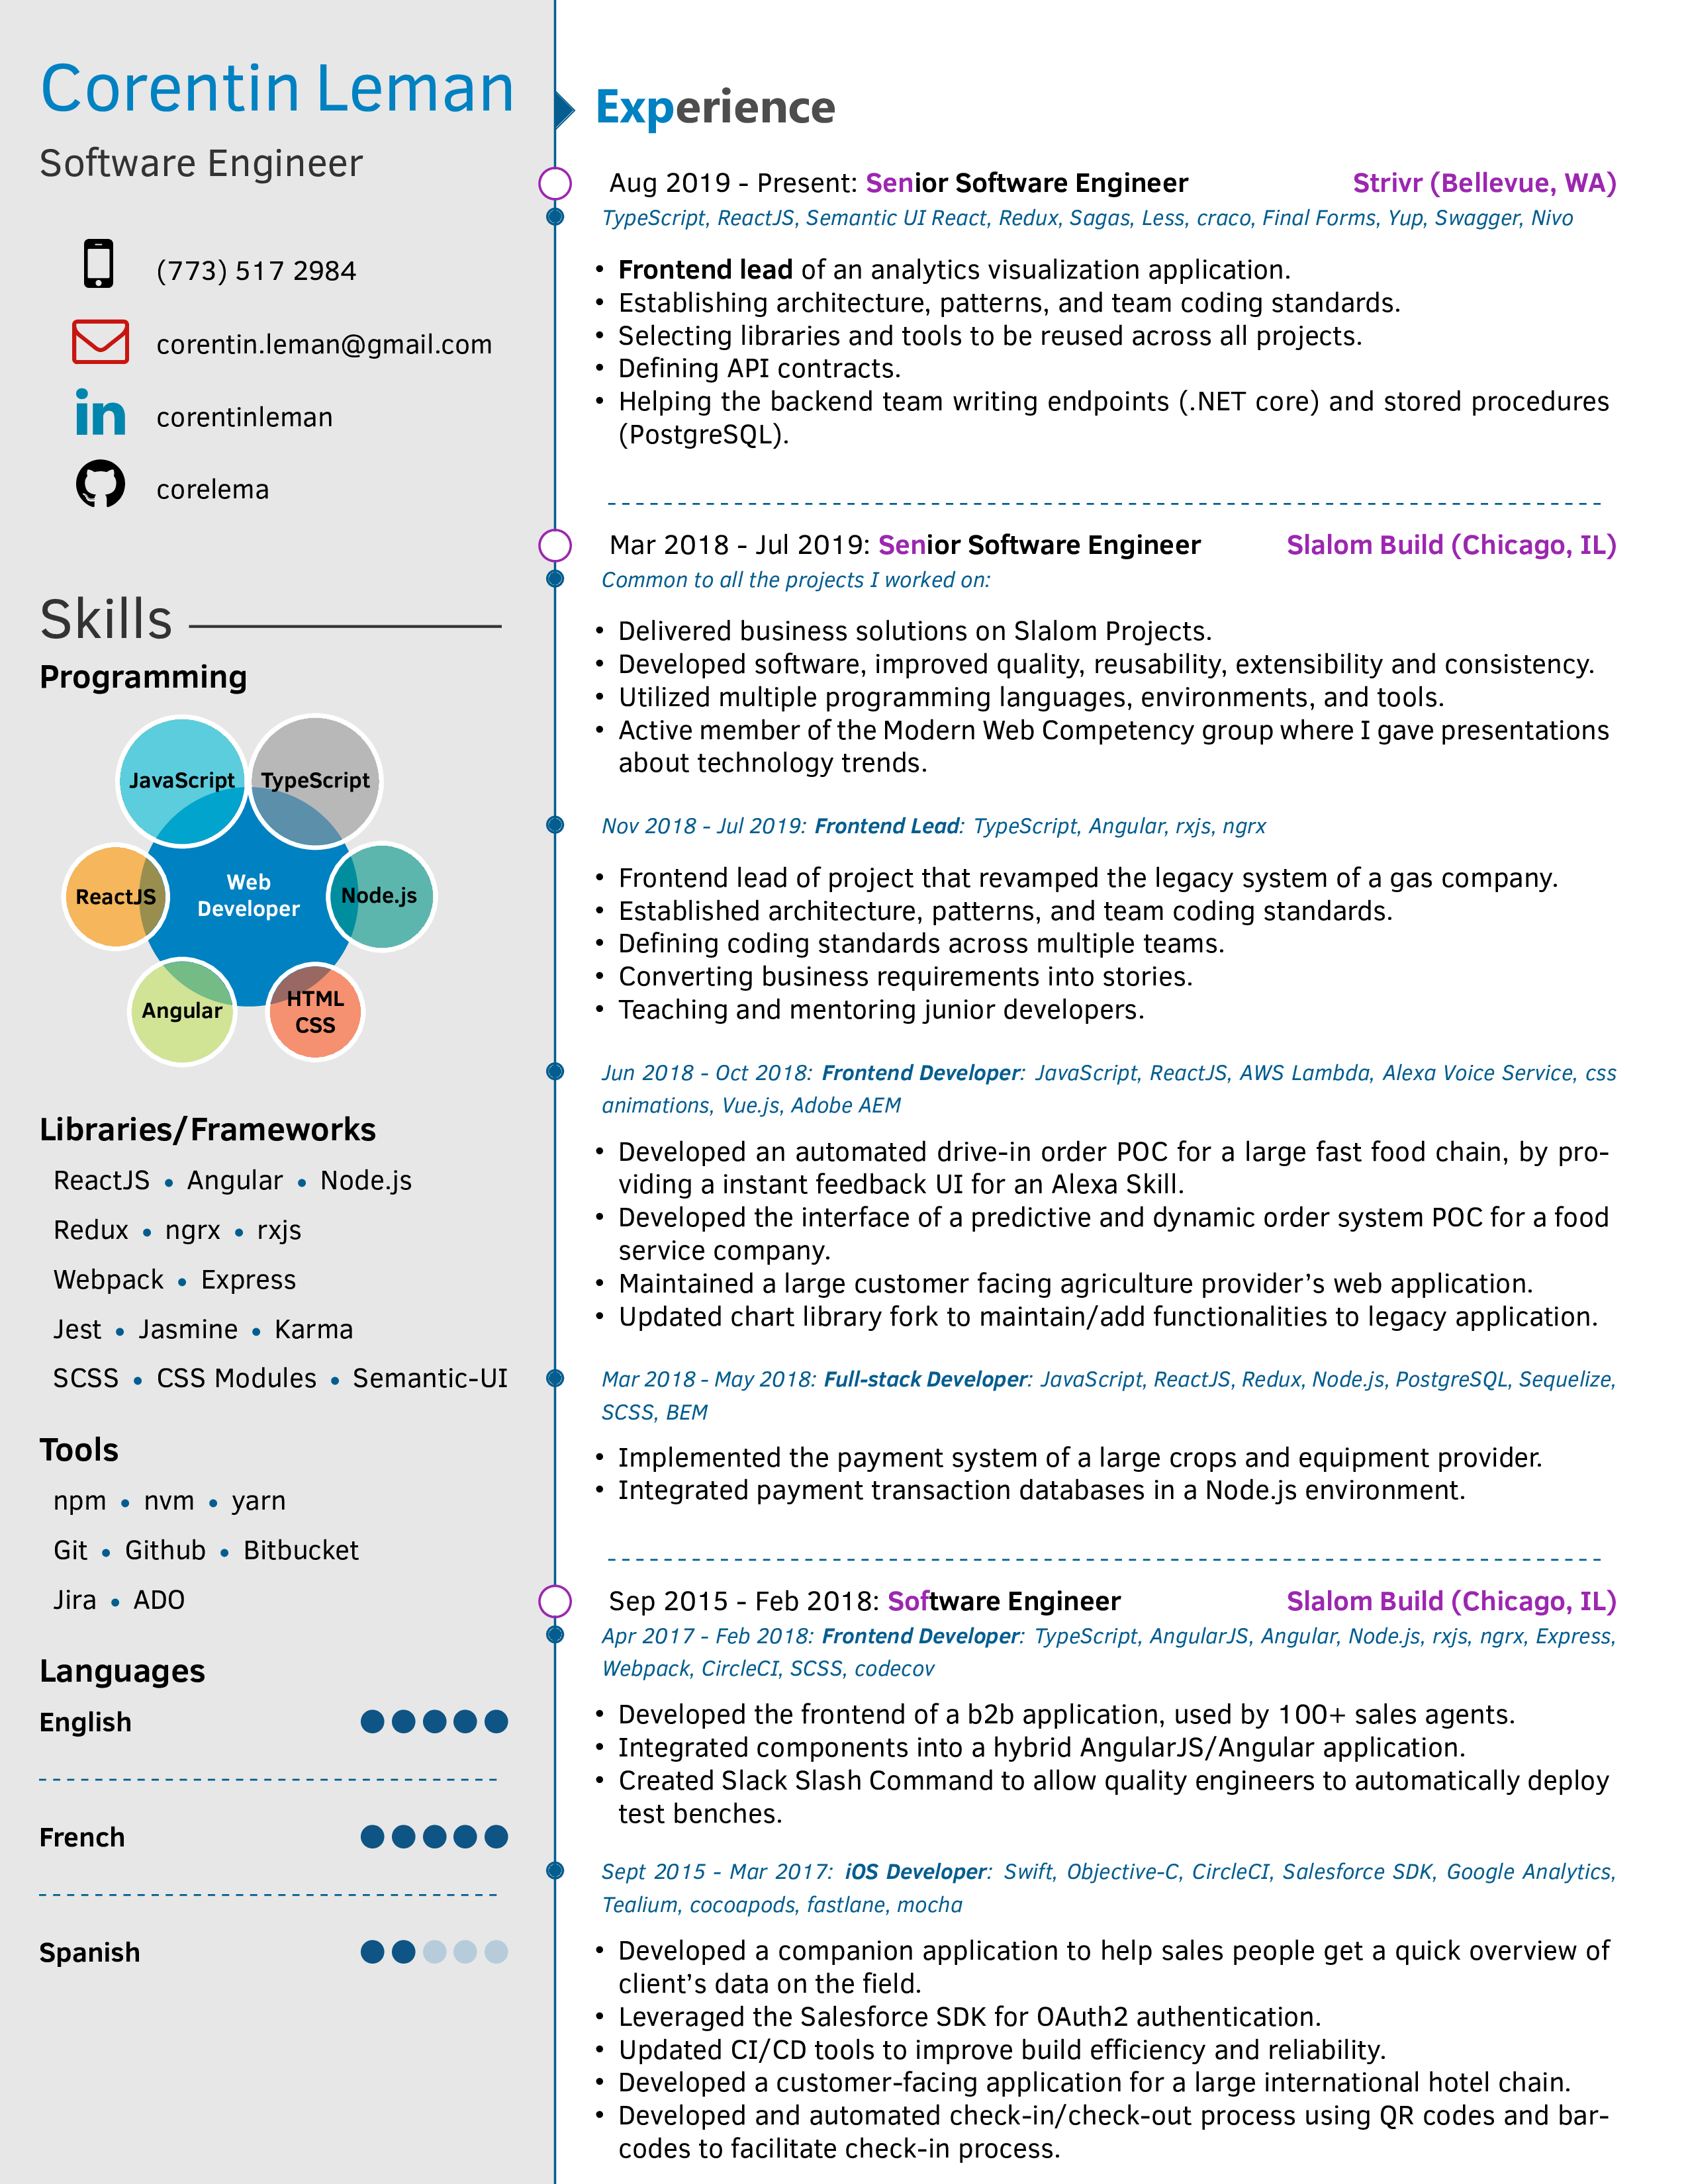 Corentin Leman
Software Engineer
(773) 517 2984
corentin.leman@gmail.com
in corentinleman
corelema
Skills
Programming
JavaScript TypeScript
ReactJS
Web
Developer
Node.js
Angular
HTML
CSS
Libraries/Frameworks
ReactJS • Angular • Node.js
Redux • ngrx • rxjs
Webpack • Express
Jest • Jasmine • Karma
SCSS • CSS Modules • Semantic-UI
Tools
npm • nvm • yarn
Git • Github • Bitbucket
Jira • ADO
Languages
English
French
Spanish
Experience
Aug 2019 - Present: Senior Software Engineer Strivr (Bellevue, WA)
TypeScript, ReactJS, Semantic UI React, Redux, Sagas, Less, craco, Final Forms, Yup, Swagger, Nivo
• Frontend lead of an analytics visualization application.
• Establishing architecture, patterns, and team coding standards.
• Selecting libraries and tools to be reused across all projects.
• Defining API contracts.
• Helping the backend team writing endpoints (.NET core) and stored procedures
(PostgreSQL).
Mar 2018 - Jul 2019: Senior Software Engineer Slalom Build (Chicago, IL)
Common to all the projects I worked on:
• Delivered business solutions on Slalom Projects.
• Developed software, improved quality, reusability, extensibility and consistency.
• Utilized multiple programming languages, environments, and tools.
• Active member of the Modern Web Competency group where I gave presentations
about technology trends.
Nov 2018 - Jul 2019: Frontend Lead: TypeScript, Angular, rxjs, ngrx
• Frontend lead of project that revamped the legacy system of a gas company.
• Established architecture, patterns, and team coding standards.
• Defining coding standards across multiple teams.
• Converting business requirements into stories.
• Teaching and mentoring junior developers.
Jun 2018 - Oct 2018: Frontend Developer: JavaScript, ReactJS, AWS Lambda, Alexa Voice Service, css
animations, Vue.js, Adobe AEM
• Developed an automated drive-in order POC for a large fast food chain, by pro-
viding a instant feedback UI for an Alexa Skill.
• Developed the interface of a predictive and dynamic order system POC for a food
service company.
• Maintained a large customer facing agriculture provider's web application.
• Updated chart library fork to maintain/add functionalities to legacy application.
Mar 2018 - May 2018: Full-stack Developer: JavaScript, ReactJS, Redux, Node.js, PostgreSQL, Sequelize,
SCSS, BEM
• Implemented the payment system of a large crops and equipment provider.
• Integrated payment transaction databases in a Node.js environment.
Sep 2015 - Feb 2018: Software Engineer Slalom Build (Chicago, IL)
Apr 2017 - Feb 2018: Frontend Developer: TypeScript, AngularJS, Angular, Node.js, rxjs, ngrx, Express,
Webpack, CircleCI, SCSS, codecov
• Developed the frontend of a b2b application, used by 100+ sales agents.
• Integrated components into a hybrid AngularJS/Angular application.
• Created Slack Slash Command to allow quality engineers to automatically deploy
test benches.
Sept 2015 - Mar 2017: iOS Developer: Swift, Objective-C, CircleCI, Salesforce SDK, Google Analytics,
Tealium, cocoapods, fastlane, mocha
• Developed a companion application to help sales people get a quick overview of
client's data on the field.
• Leveraged the Salesforce SDK for OAuth2 authentication.
• Updated CI/CD tools to improve build efficiency and reliability.
• Developed a customer-facing application for a large international hotel chain.
• Developed and automated check-in/check-out process using QR codes and bar-
codes to facilitate check-in process.